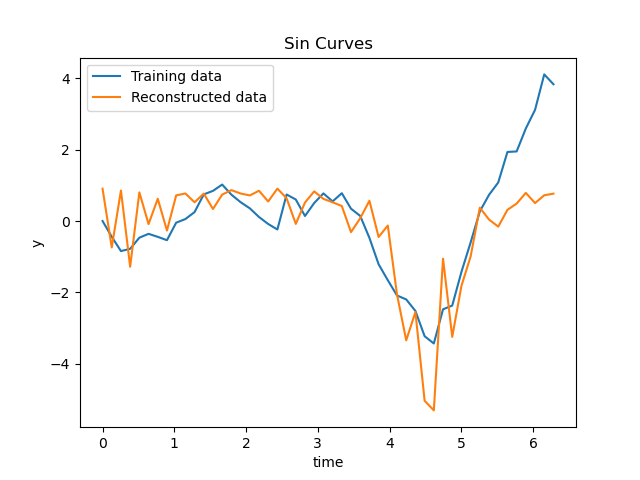 Sin Curves
Training data
Reconstructed data
y
4
2
0
−2
−4
0 1 2 3 4 5 6
time